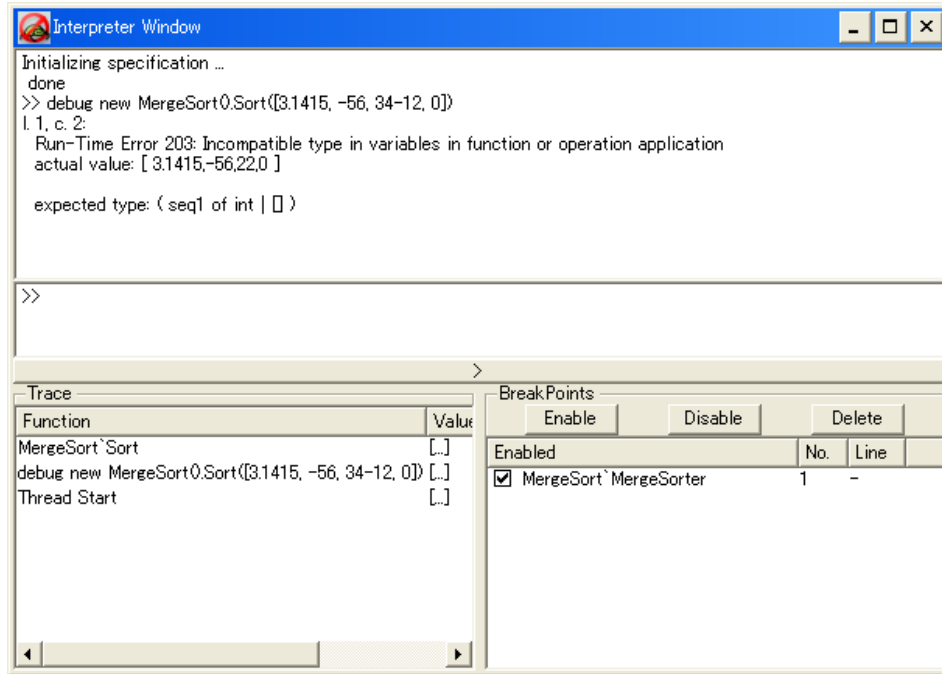 Interpreter Window
Initializing specification ...
done
>> debug new MergeSort().Sort([3.1415, -56, 34-12, 0])
l. 1, c. 2:
Run-Time Error 203: Incompatible type in variables in function or operation application
actual value: [ 3.1415,-56,22,0 ]
expected type: ( seq1 of int | [] )
>>
>
Trace
Function Value
MergeSort`Sort [...]
debug new MergeSort().Sort([3.1415, -56, 34-12, 0]) [...]
Thread Start [...]
BreakPoints
Enable Disable Delete
Enabled No. Line
MergeSort`MergeSorter 1 -